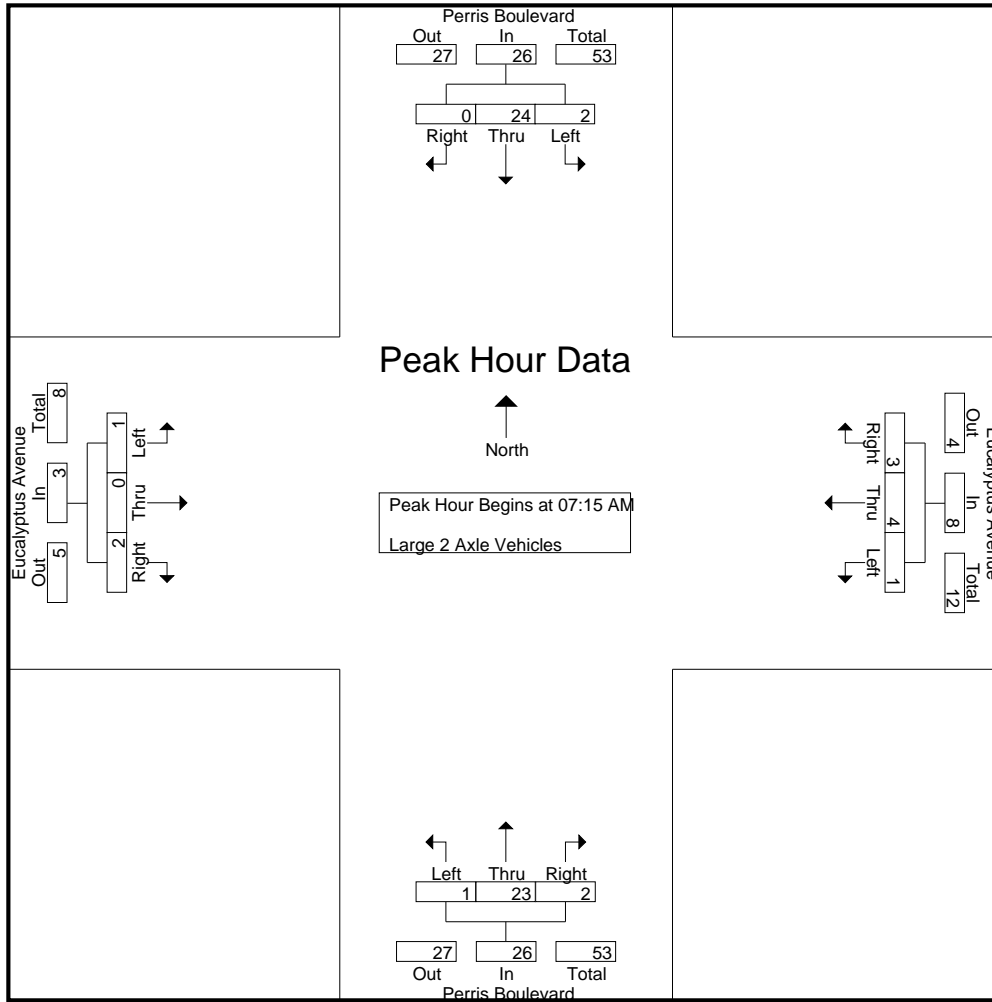 Perris Boulevard
Out In Total
27 26 53
0 24 2
Right Thru Left
Peak Hour Data
North
Peak Hour Begins at 07:15 AM
Large 2 Axle Vehicles
Eucalyptus Avenue
Out In Total
5 3 8
Left Thru Right
1 0 2
Eucalyptus Avenue
Out In Total
4 8 12
Right Thru Left
3 4 1
Left Thru Right
1 23 2
27 26 53
Out In Total
Perris Boulevard